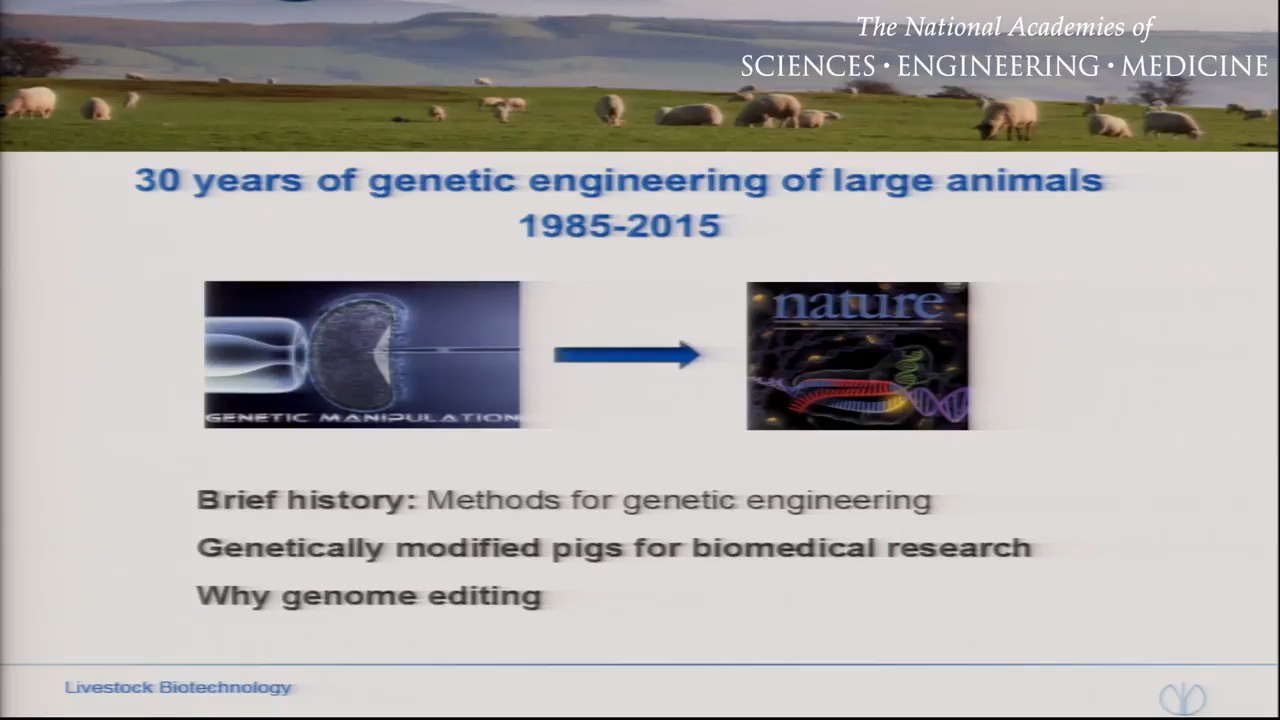 The National Academies of
SCIENCES · ENGINEERING · MEDICINE
30 years of genetic engineering of large animals
1985-2015
GENETIC MANIPULATION
nature
Brief history: Methods for genetic engineering
Genetically modified pigs for biomedical research
Why genome editing
Livestock Biotechnology